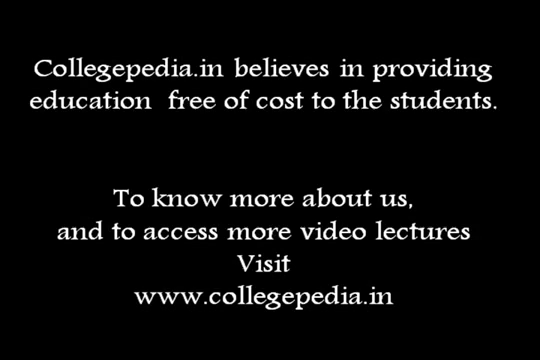 Collegepedia.in believes in providing
education free of cost to the students.
To know more about us,
and to access more video lectures
Visit
www.collegepedia.in